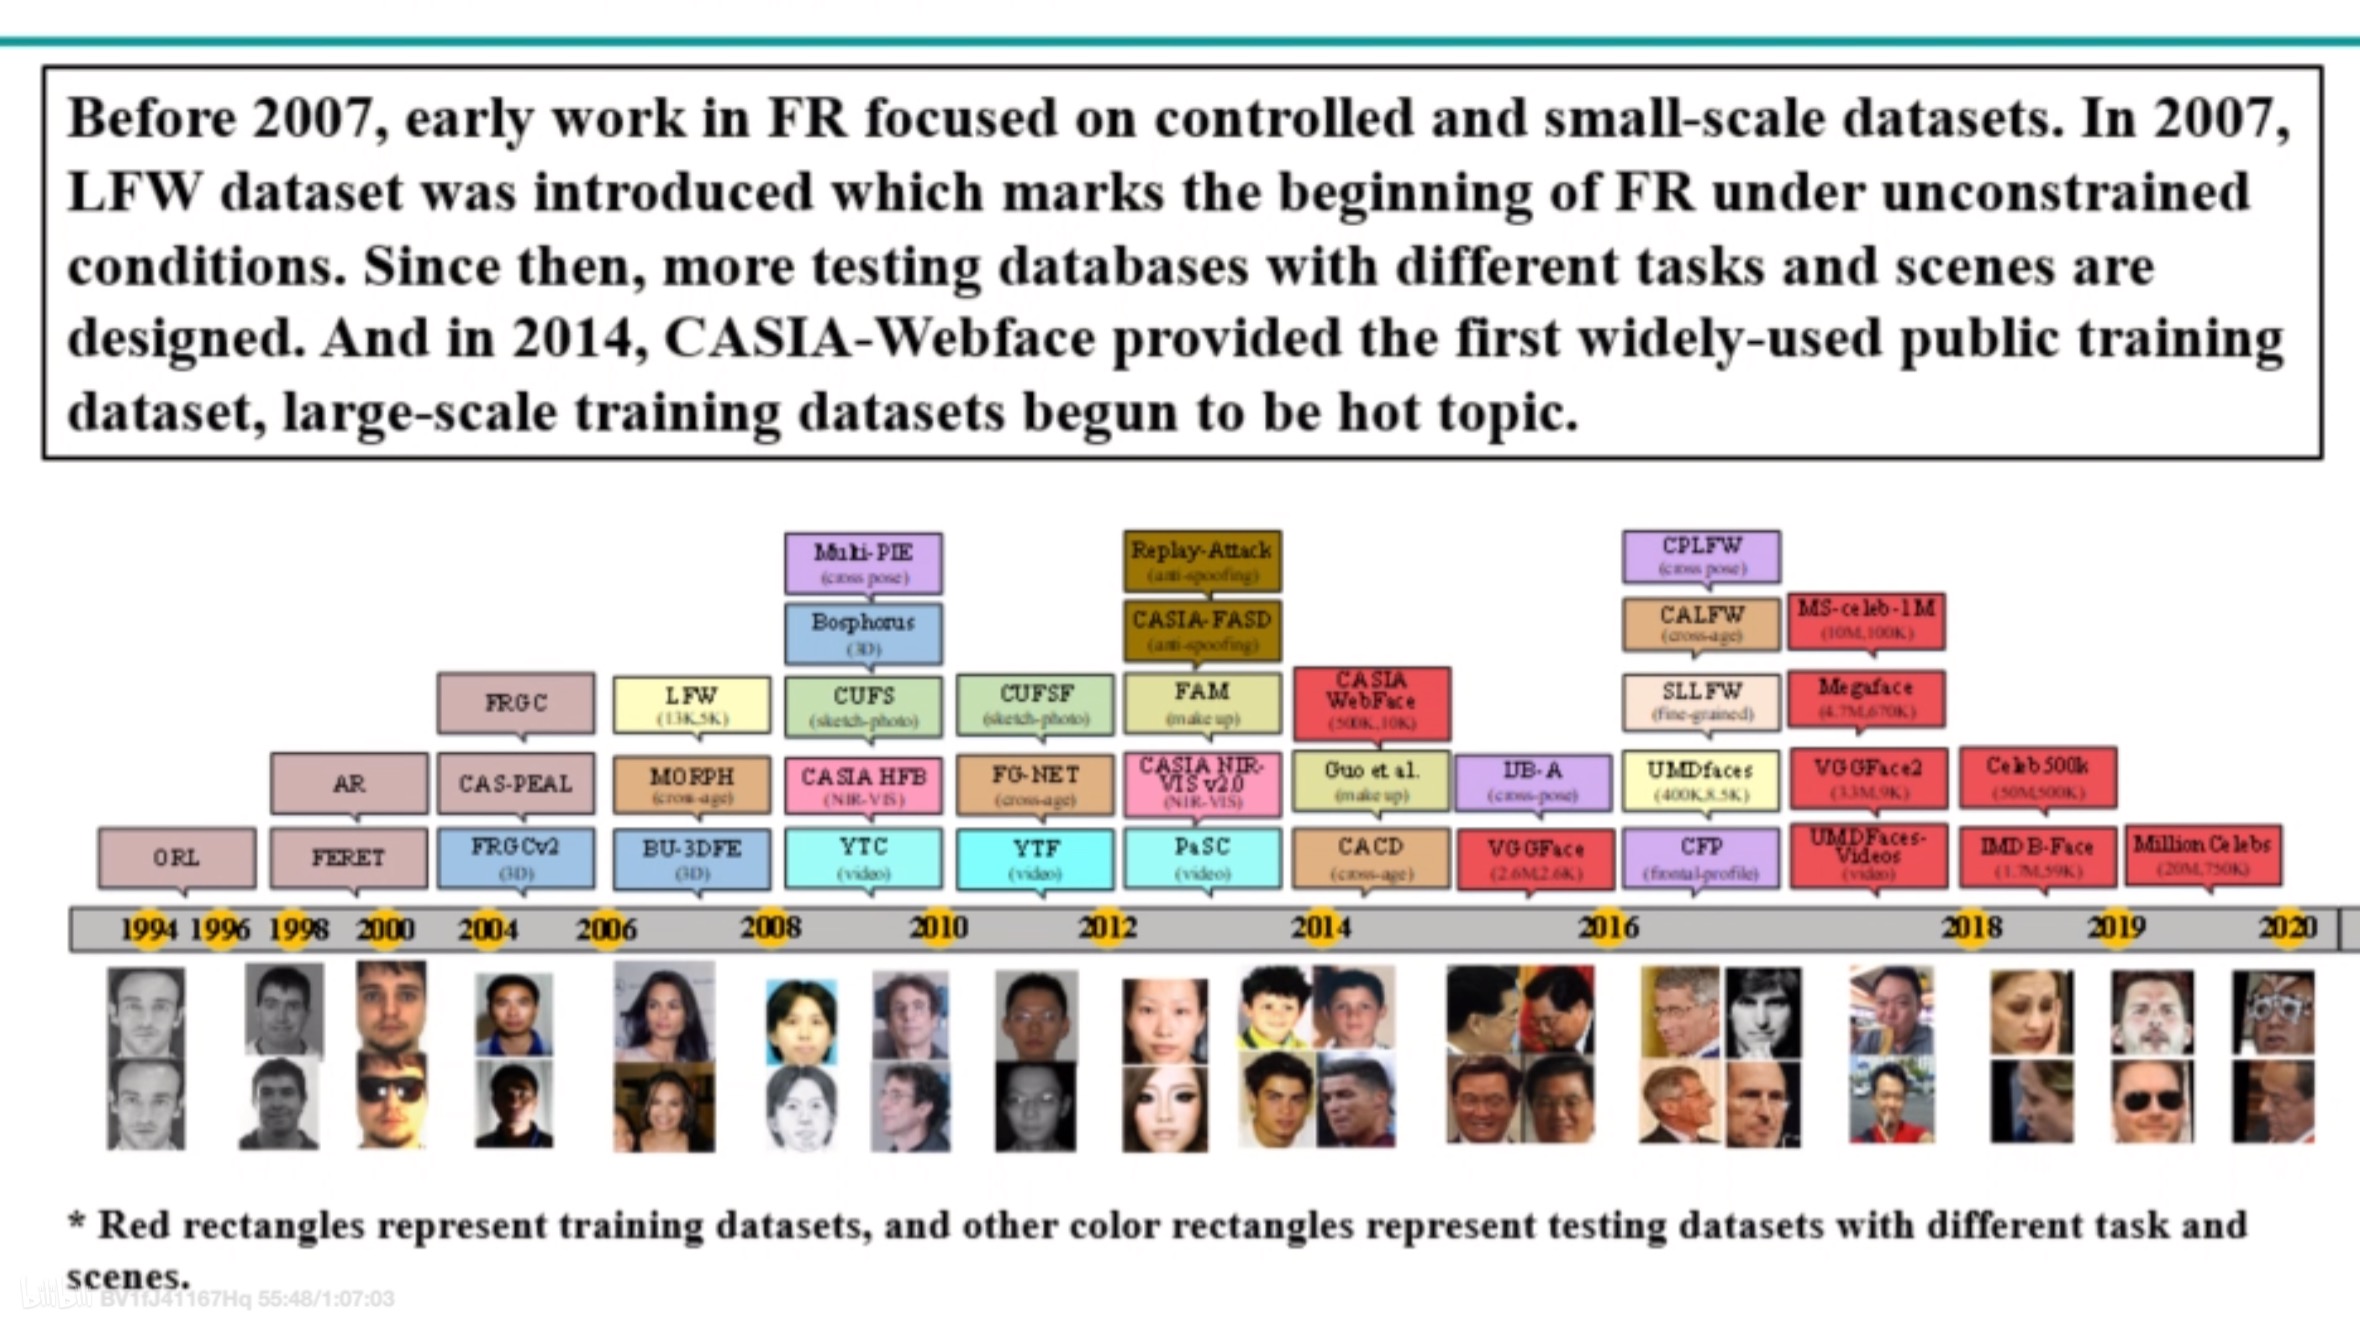 Before 2007, early work in FR focused on controlled and small-scale datasets. In 2007,
LFW dataset was introduced which marks the beginning of FR under unconstrained
conditions. Since then, more testing databases with different tasks and scenes are
designed. And in 2014, CASIA-Webface provided the first widely-used public training
dataset, large-scale training datasets begun to be hot topic.
Multi-PIE
(cross pose)
Replay-Attack
(anti-spoofing)
CPLFW
(cross pose)
Bosphorus
(3D)
CASIA-FASD
(anti-spoofing)
CALFW
(cross-age)
MS-celeb-1M
(10M,100K)
FRGC
LFW
(13K,5K)
CUFS
(sketch-photo)
CUFSF
(sketch-photo)
FAM
(make up)
CASIA
WebFace
(500K,10K)
SLLFW
(fine-grained)
Megaface
(4.7M,670K)
AR
CAS-PEAL
MORPH
(cross-age)
CASIA HFB
(NIR-VIS)
FG-NET
(cross-age)
CASIA NIR-
VIS v2.0
(NIR-VIS)
Guo et al.
(make up)
IJB-A
(cross-pose)
UMDfaces
(400K,8.5K)
VGGFace2
(3.3M,9K)
Celeb500k
(50M,500K)
ORL
FERET
FRGCv2
(3D)
BU-3DFE
(3D)
YTC
(video)
YTF
(video)
PaSC
(video)
CACD
(cross-age)
VGGFace
(2.6M,2.6K)
CFP
(frontal-profile)
UMDFaces-
Videos
(video)
IMDB-Face
(1.7M,59K)
Million Celebs
(20M,750K)
1994 1996 1998 2000 2004 2006 2008 2010 2012 2014 2016 2018 2019 2020
* Red rectangles represent training datasets, and other color rectangles represent testing datasets with different task and
scenes.
bilibili BV1fJ41167Hq 55:48/1:07:03